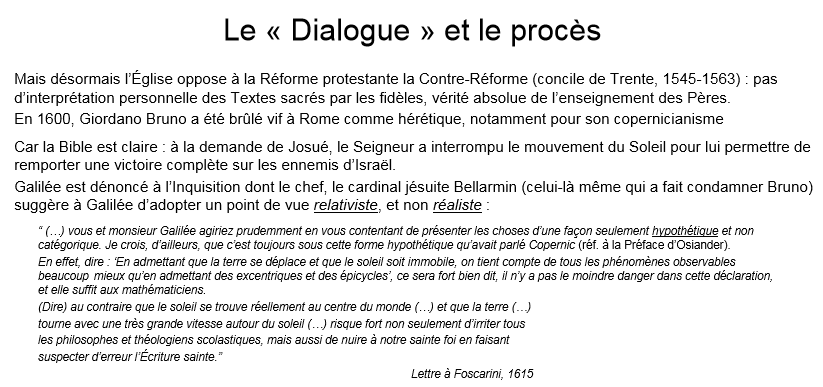 Le « Dialogue » et le procès
Mais désormais l’Église oppose à la Réforme protestante la Contre-Réforme (concile de Trente, 1545-1563) : pas
d’interprétation personnelle des Textes sacrés par les fidèles, vérité absolue de l’enseignement des Pères.
En 1600, Giordano Bruno a été brûlé vif à Rome comme hérétique, notamment pour son copernicianisme
Car la Bible est claire : à la demande de Josué, le Seigneur a interrompu le mouvement du Soleil pour lui permettre de
remporter une victoire complète sur les ennemis d’Israël.
Galilée est dénoncé à l’Inquisition dont le chef, le cardinal jésuite Bellarmin (celui-là même qui a fait condamner Bruno)
suggère à Galilée d’adopter un point de vue relativiste, et non réaliste :
“ (…) vous et monsieur Galilée agiriez prudemment en vous contentant de présenter les choses d’une façon seulement hypothétique et non
catégorique. Je crois, d’ailleurs, que c’est toujours sous cette forme hypothétique qu’avait parlé Copernic (réf. à la Préface d’Osiander).
En effet, dire : ‘En admettant que la terre se déplace et que le soleil soit immobile, on tient compte de tous les phénomènes observables
beaucoup mieux qu’en admettant des excentriques et des épicycles’, ce sera fort bien dit, il n’y a pas le moindre danger dans cette déclaration,
et elle suffit aux mathématiciens.
(Dire) au contraire que le soleil se trouve réellement au centre du monde (…) et que la terre (…)
tourne avec une très grande vitesse autour du soleil (…) risque fort non seulement d’irriter tous
les philosophes et théologiens scolastiques, mais aussi de nuire à notre sainte foi en faisant
suspecter d’erreur l’Écriture sainte.”
Lettre à Foscarini, 1615